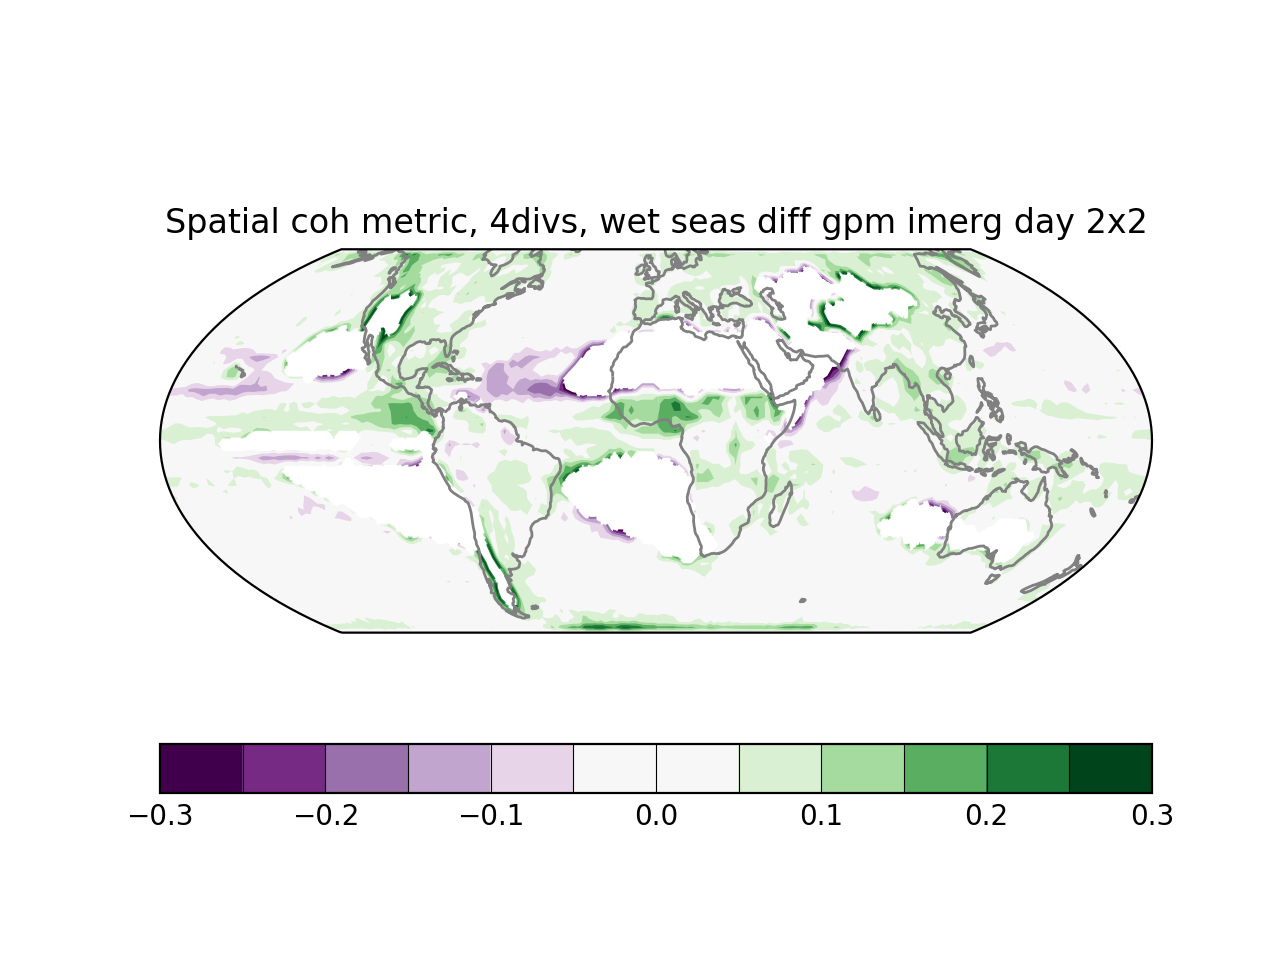 Spatial coh metric, 4divs, wet seas diff gpm imerg day 2x2
−0.3 −0.2 −0.1 0.0 0.1 0.2 0.3